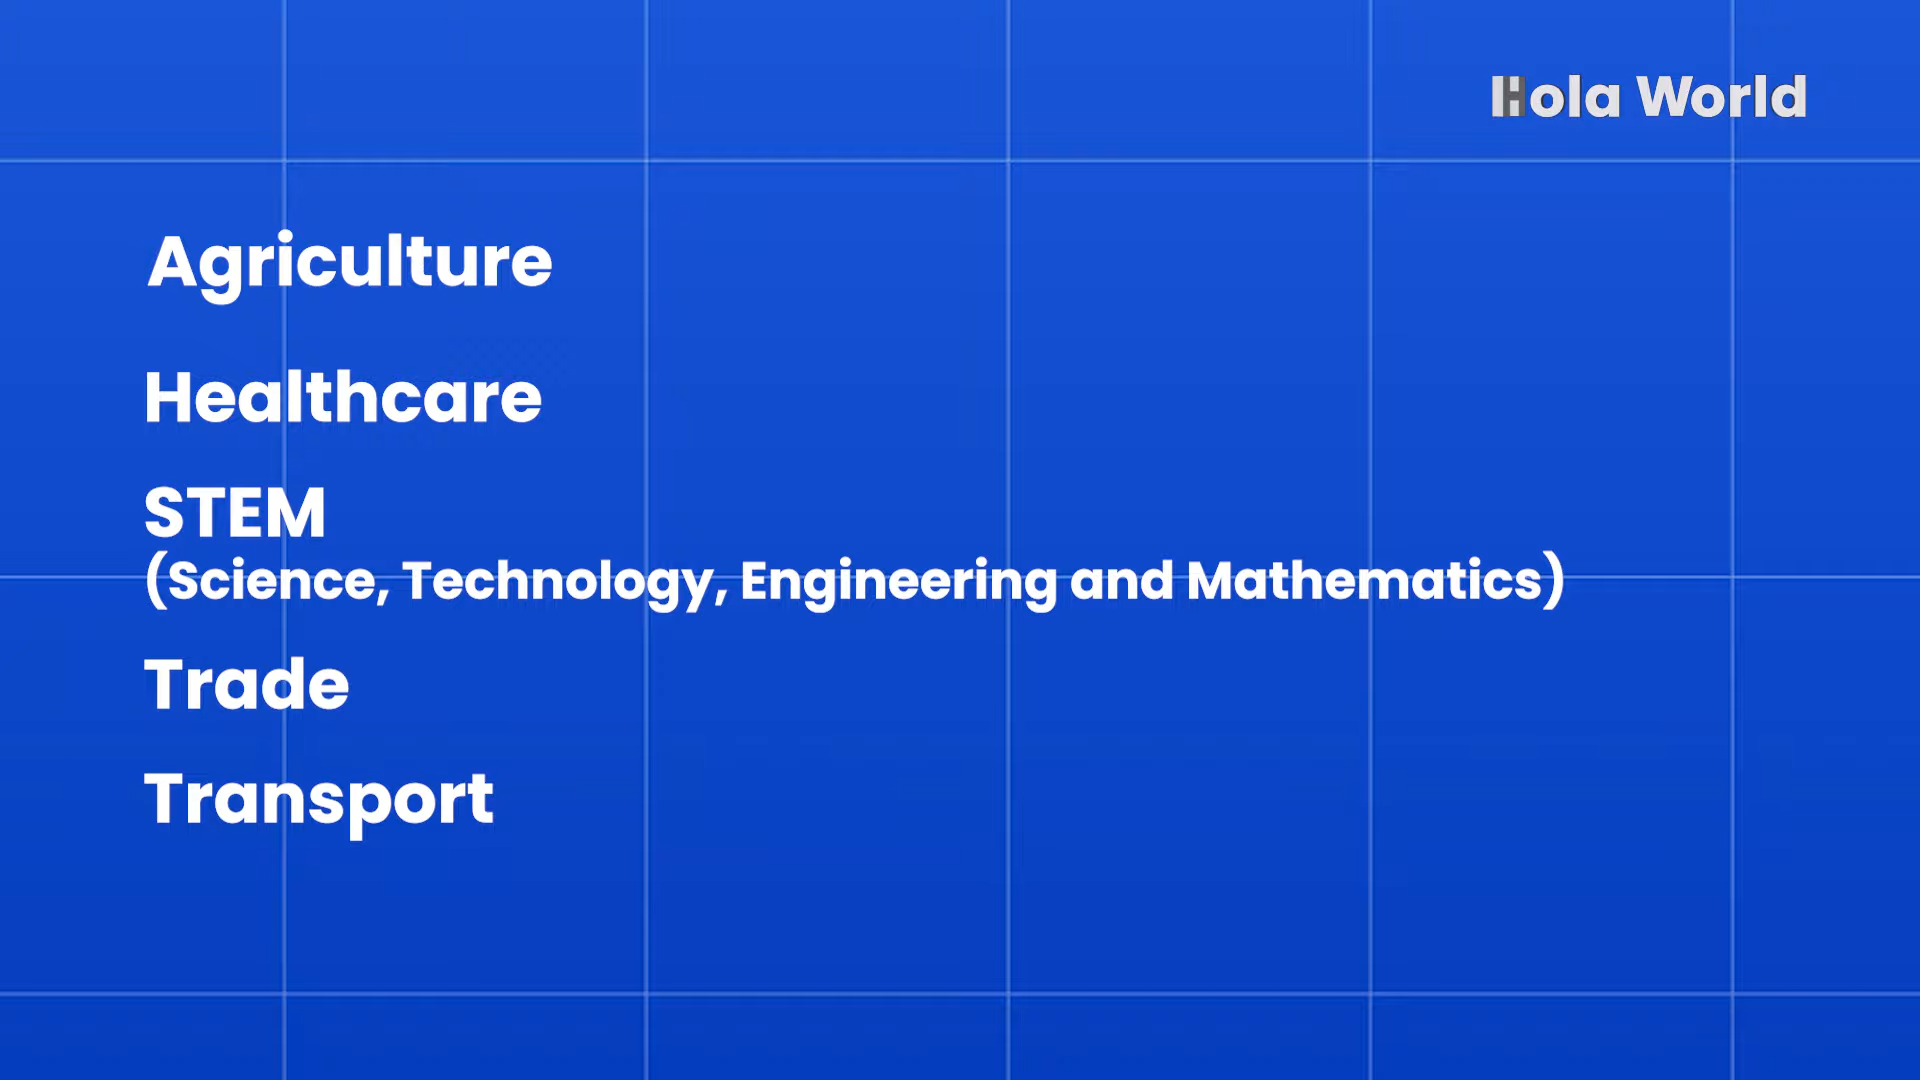 Hola World
Agriculture
Healthcare
STEM
(Science, Technology, Engineering and Mathematics)
Trade
Transport